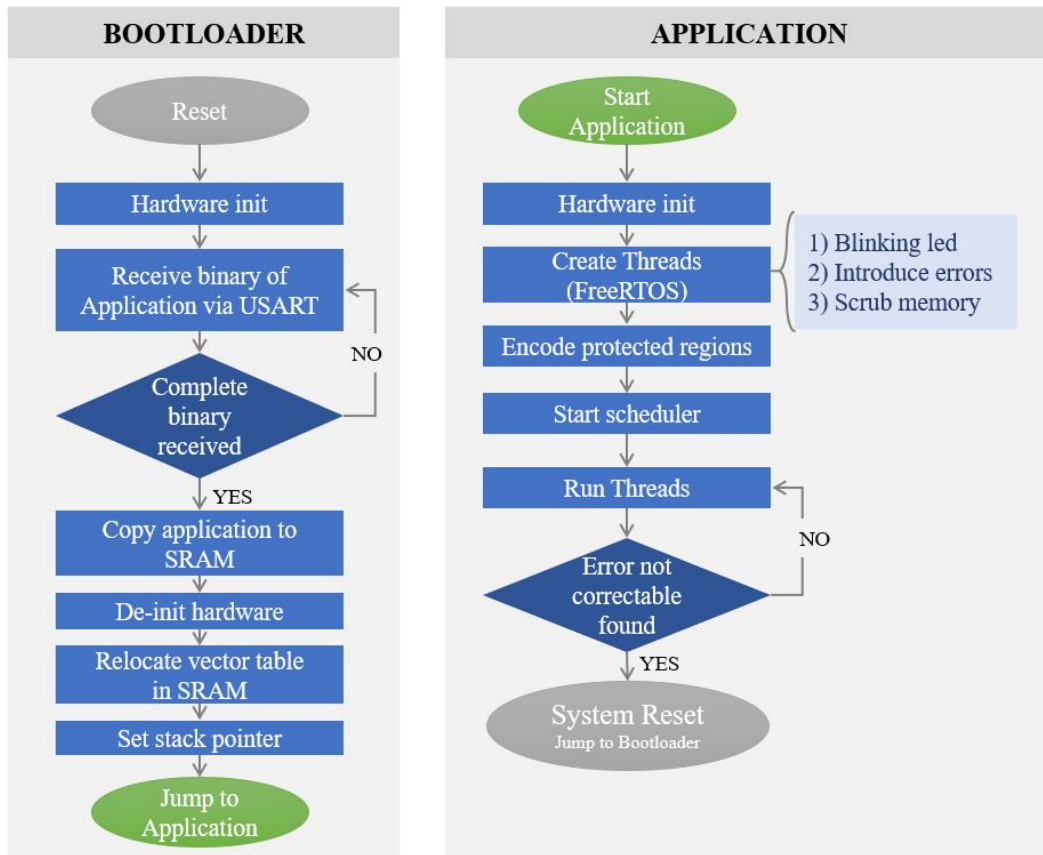 BOOTLOADER
Reset
Hardware init
Receive binary of
Application via USART
NO
Complete
binary
received
YES
Copy application to
SRAM
De-init hardware
Relocate vector table
in SRAM
Set stack pointer
Jump to
Application
APPLICATION
Start
Application
Hardware init
Create Threads
(FreeRTOS)
1) Blinking led
2) Introduce errors
3) Scrub memory
Encode protected regions
Start scheduler
Run Threads
NO
Error not
correctable
found
YES
System Reset
Jump to Bootloader